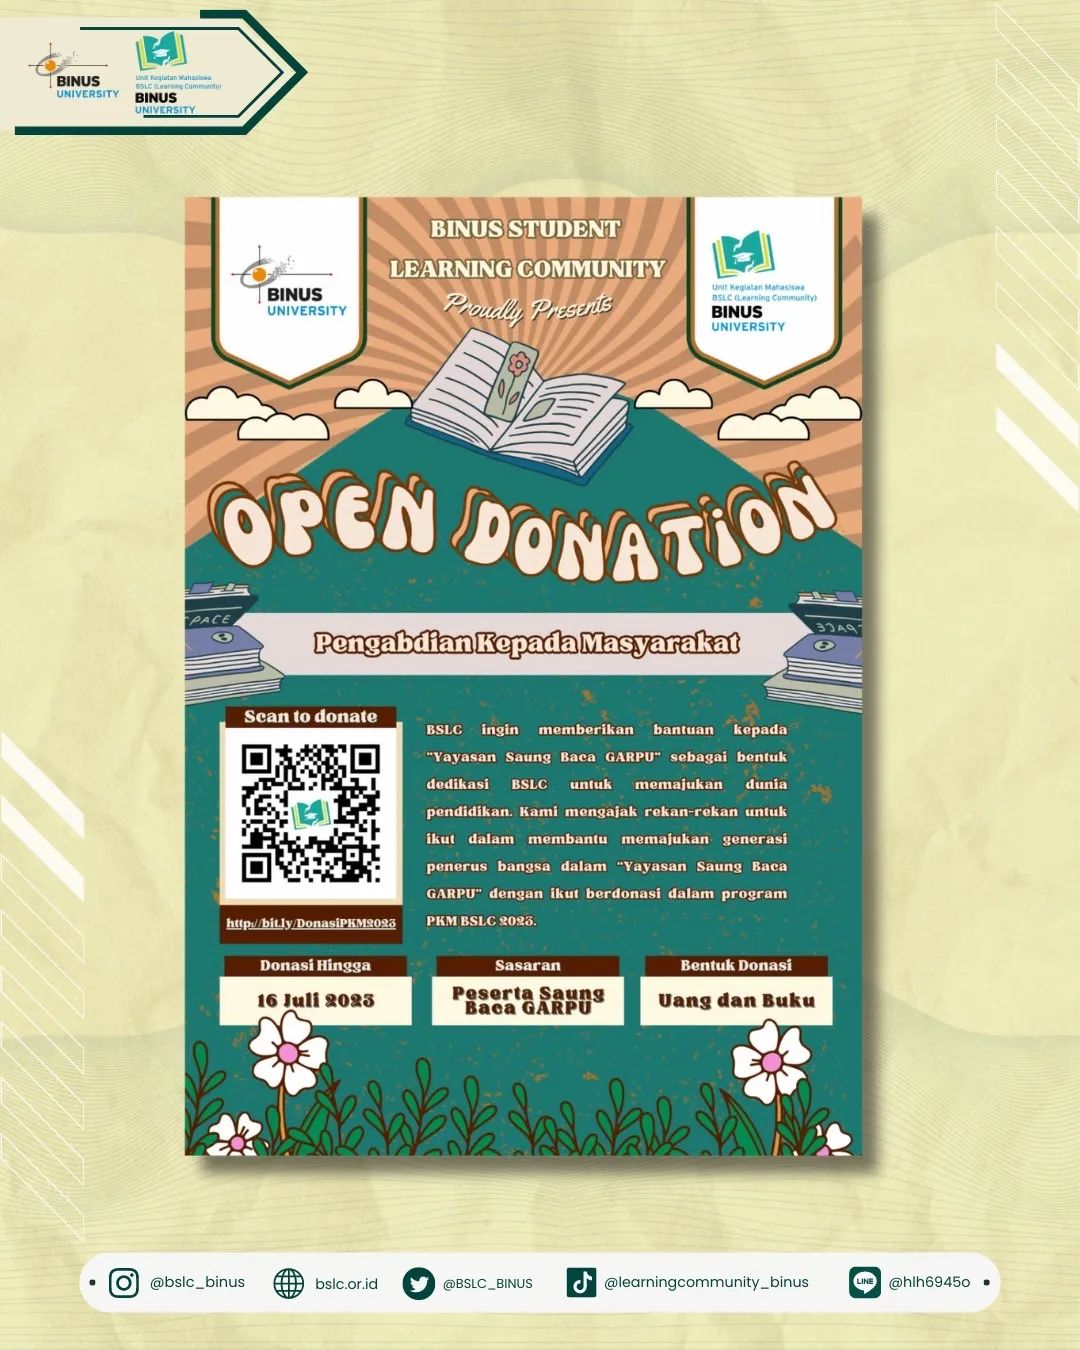 BINUS
UNIVERSITY
Unit Kegiatan Mahasiswa
BSLC (Learning Community)
BINUS
UNIVERSITY
BINUS
UNIVERSITY
BINUS STUDENT
LEARNING COMMUNITY
Proudly Presents
Unit Kegiatan Mahasiswa
BSLC (Learning Community)
BINUS
UNIVERSITY
OPEN DONATION
PACE
PACE
Pengabdian Kepada Masyarakat
Scan to donate
http://bit.ly/DonasiPKM2023
BSLC ingin memberikan bantuan kepada
"Yayasan Saung Baca GARPU" sebagai bentuk
dedikasi BSLC untuk memajukan dunia
pendidikan. Kami mengajak rekan-rekan untuk
ikut dalam membantu memajukan generasi
penerus bangsa dalam "Yayasan Saung Baca
GARPU" dengan ikut berdonasi dalam program
PKM BSLC 2023.
Donasi Hingga
16 Juli 2023
Sasaran
Peserta Saung
Baca GARPU
Bentuk Donasi
Uang dan Buku
@bslc_binus
bslc.or.id
@BSLC_BINUS
@learningcommunity_binus
LINE
@hlh6945o